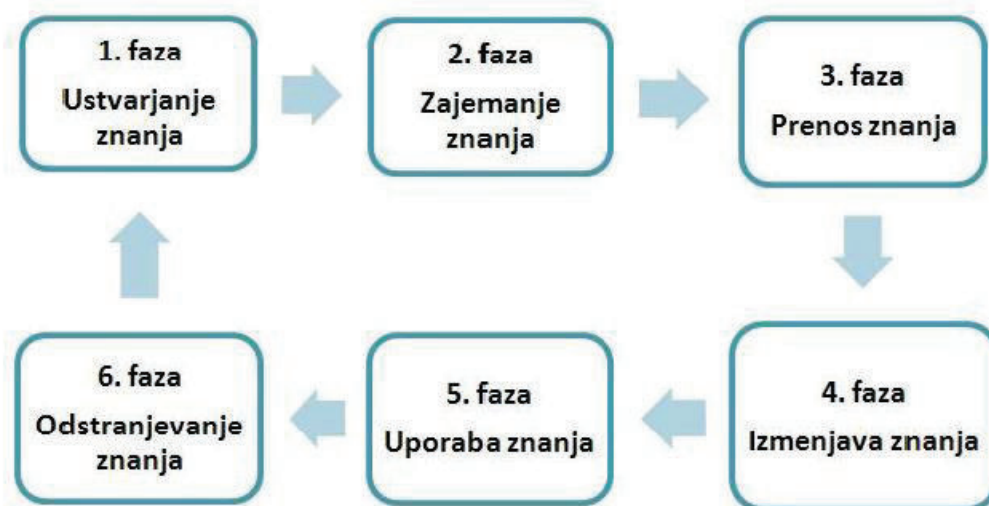 1. faza
Ustvarjanje
znanja
2. faza
Zajemanje
znanja
3. faza
Prenos znanja
4. faza
Izmenjava znanja
5. faza
Uporaba znanja
6. faza
Odstranjevanje
znanja